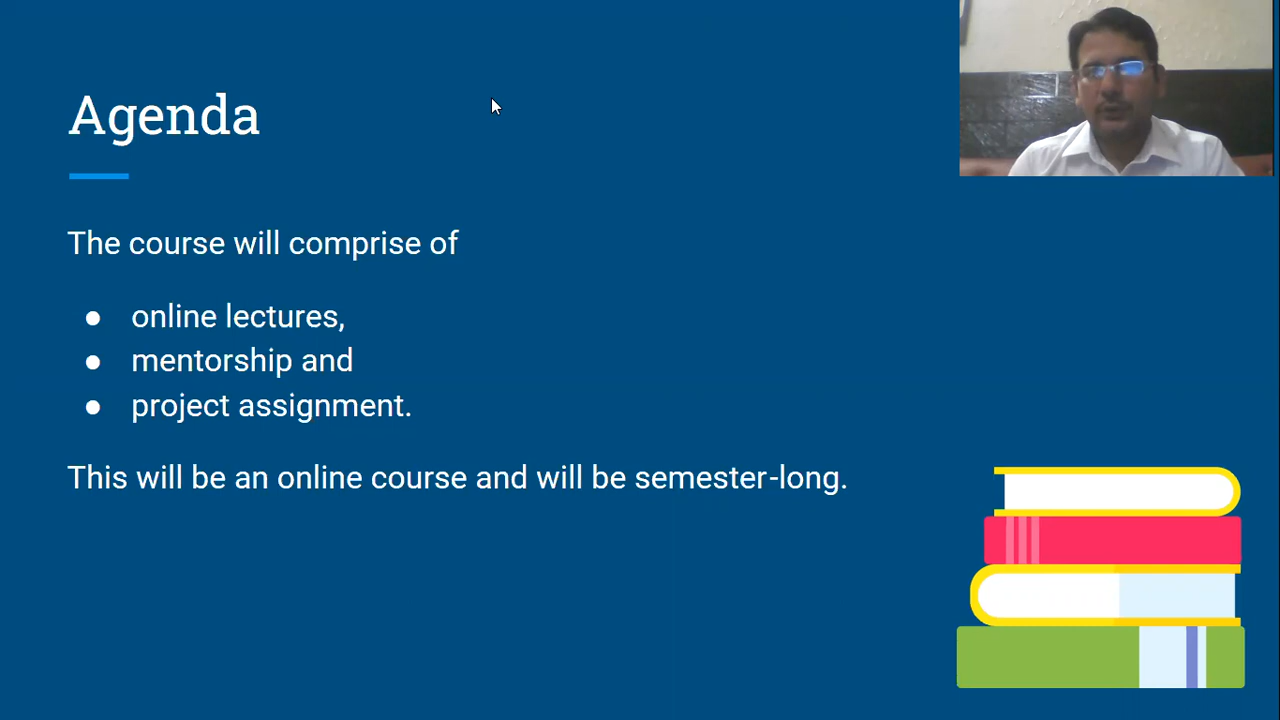 Agenda
The course will comprise of
● online lectures,
● mentorship and
● project assignment.
This will be an online course and will be semester-long.